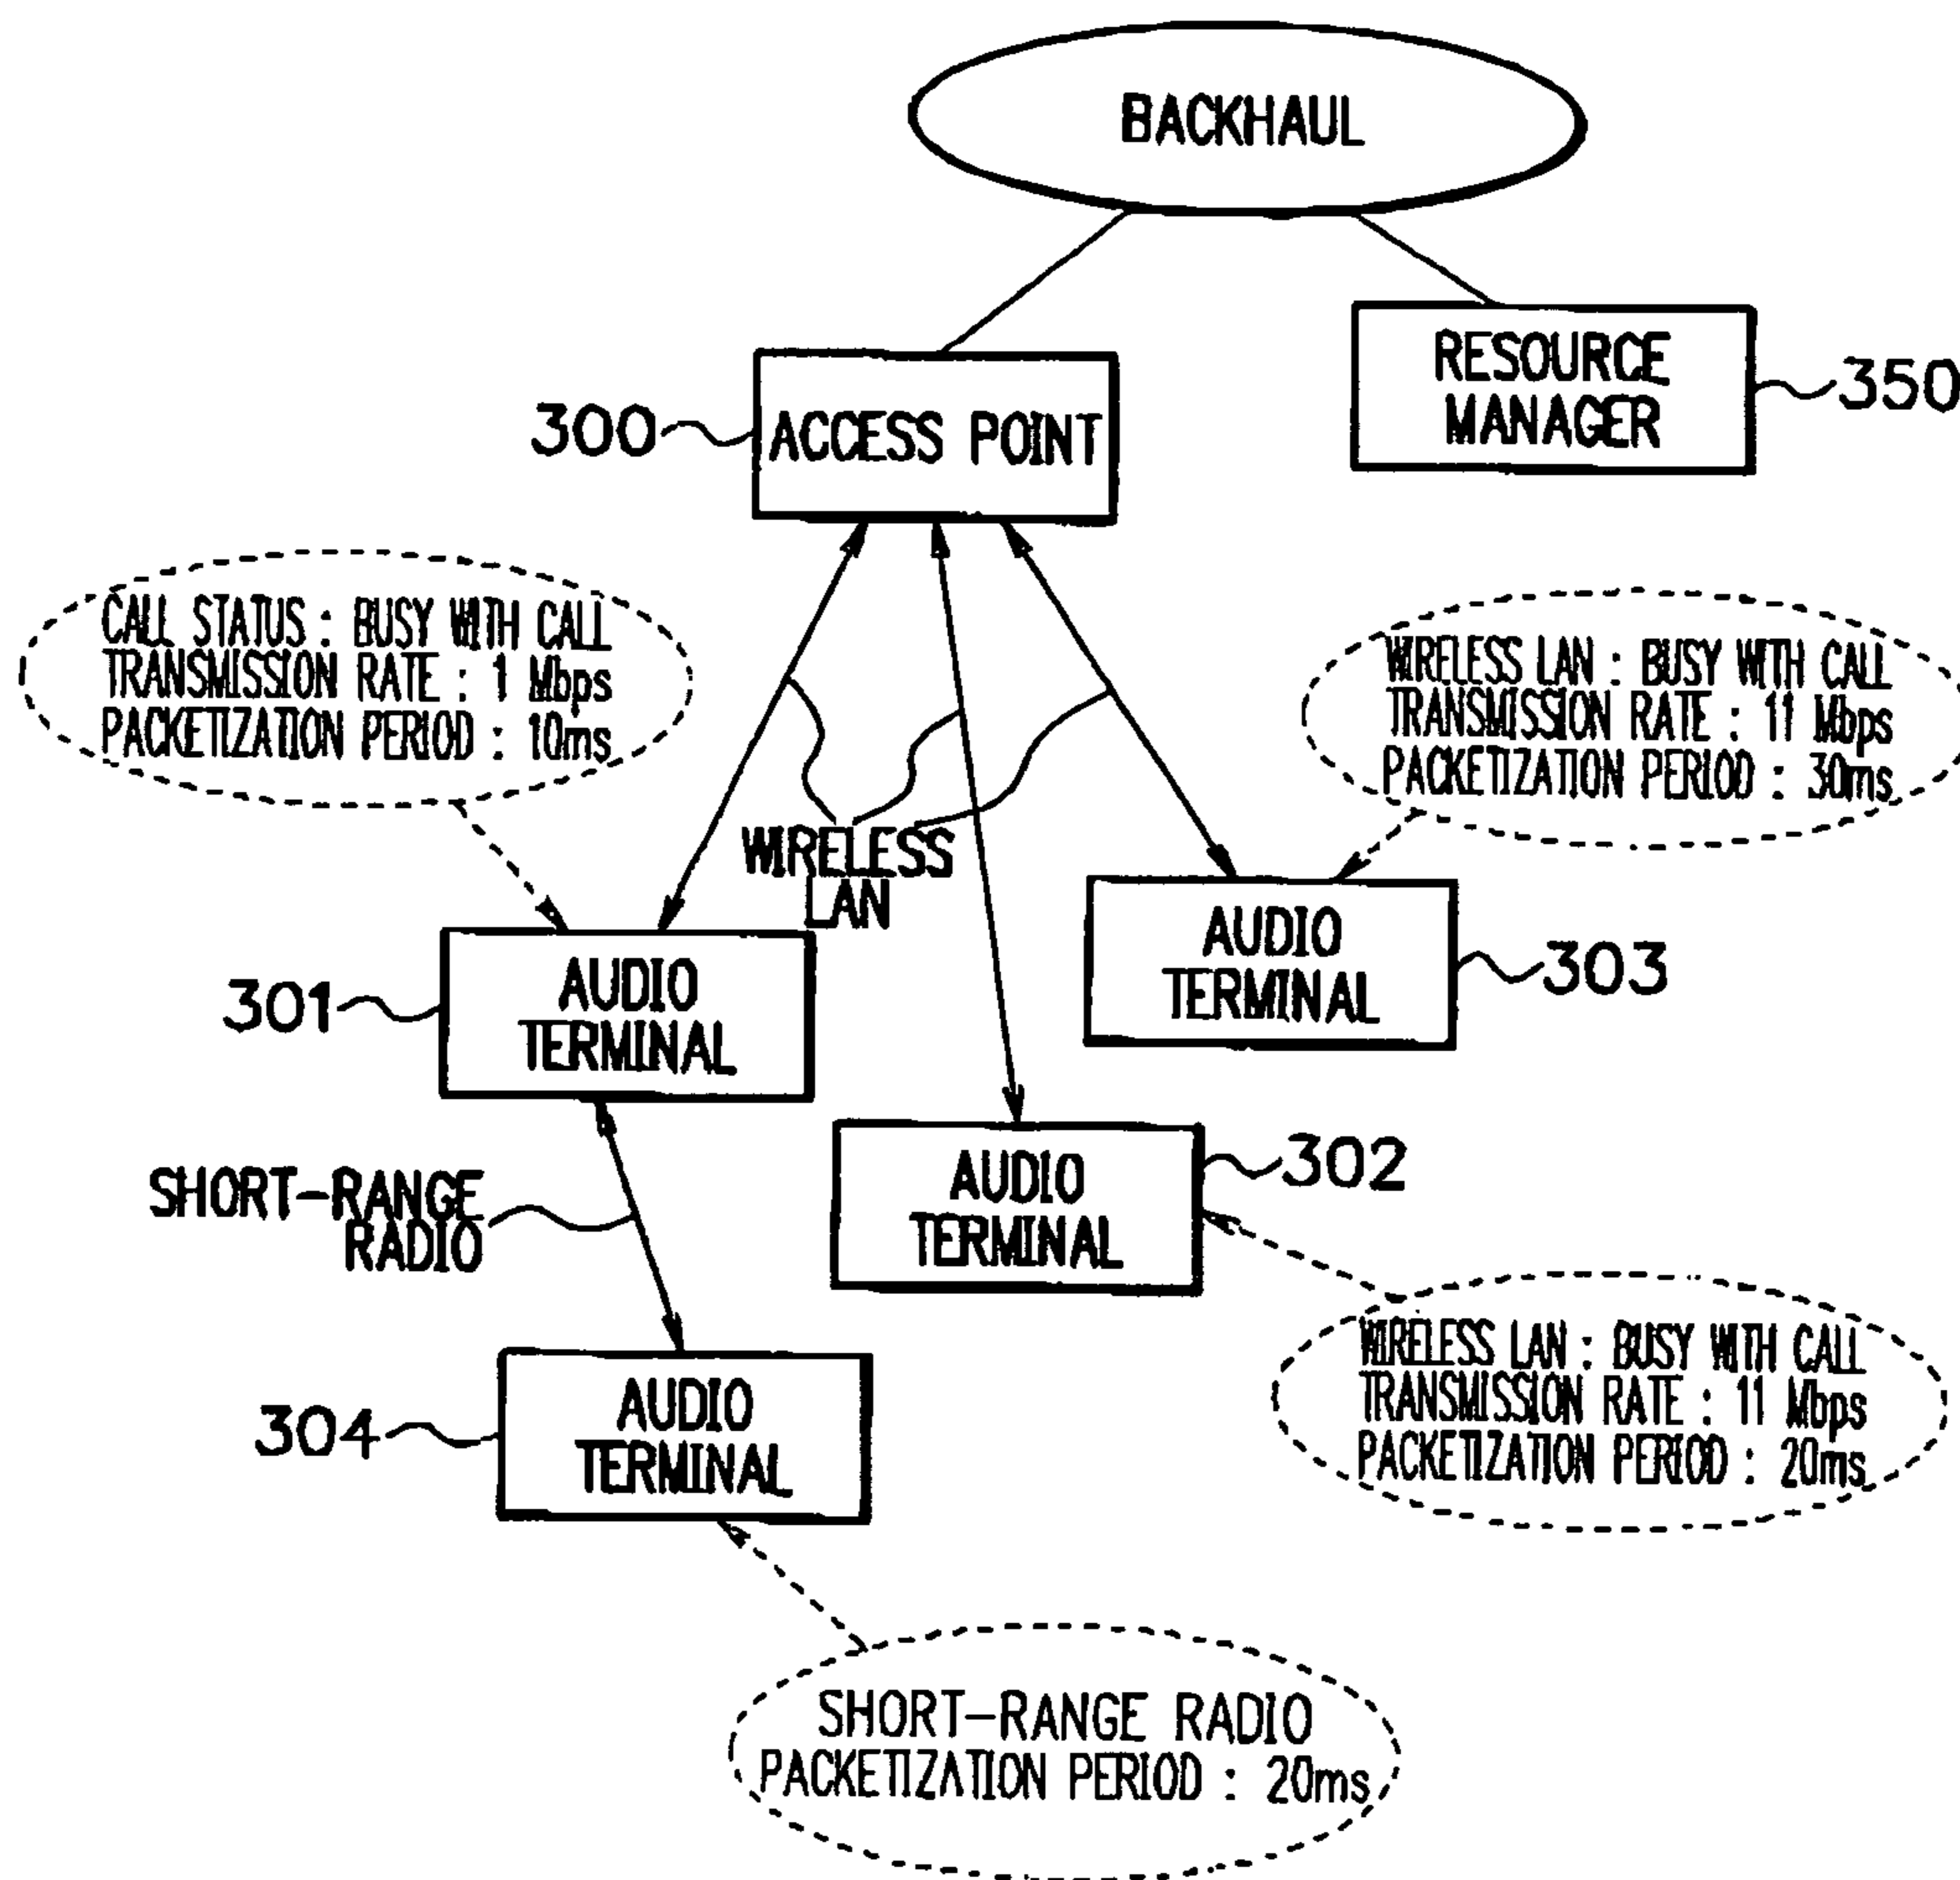 BACKHAUL
RESOURCE
MANAGER
350
300
ACCESS POINT
CALL STATUS : BUSY WITH CALL
TRANSMISSION RATE : 1 Mbps
PACKETIZATION PERIOD : 10ms
WIRELESS LAN : BUSY WITH CALL
TRANSMISSION RATE : 11 Mbps
PACKETIZATION PERIOD : 30ms
WIRELESS
LAN
301
AUDIO
TERMINAL
AUDIO
TERMINAL
303
SHORT-RANGE
RADIO
AUDIO
TERMINAL
302
304
AUDIO
TERMINAL
WIRELESS LAN : BUSY WITH CALL
TRANSMISSION RATE : 11 Mbps
PACKETIZATION PERIOD : 20ms
SHORT-RANGE RADIO
PACKETIZATION PERIOD : 20ms